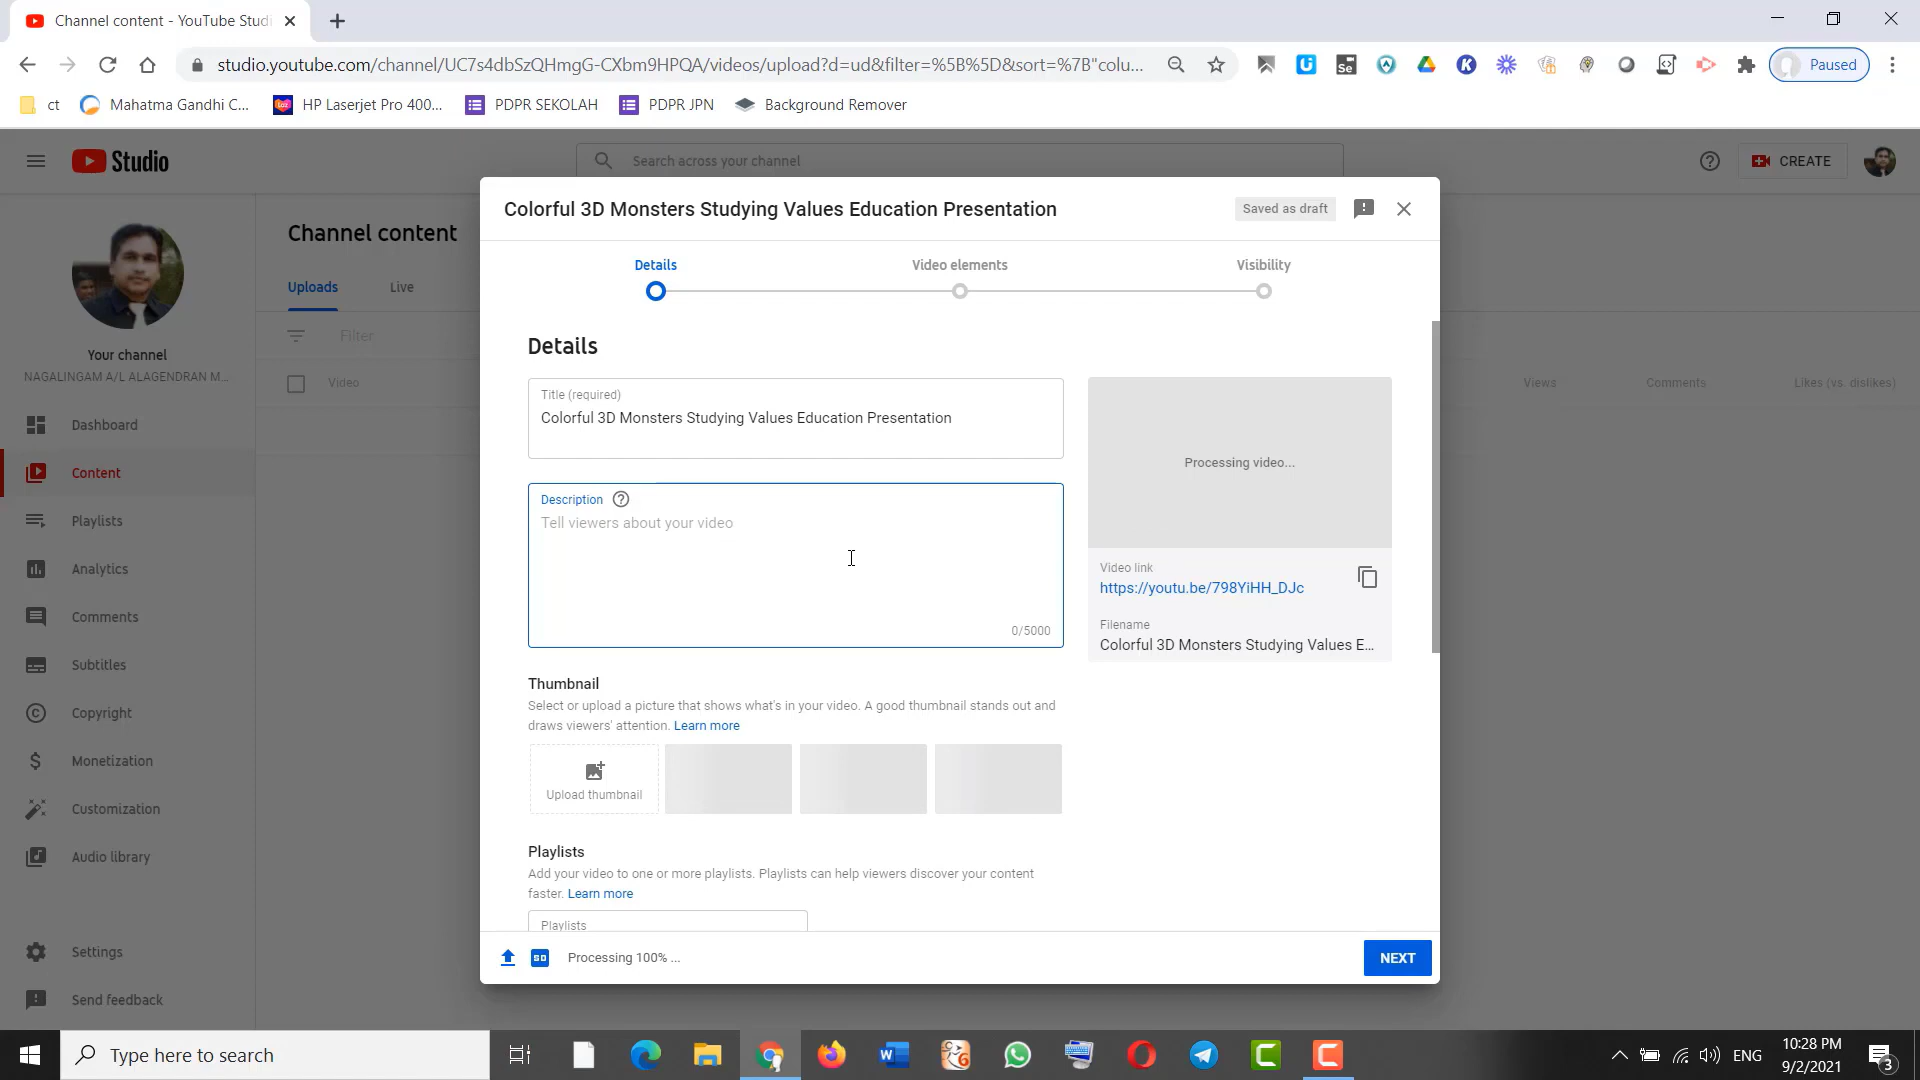 Channel content - YouTube Studi
studio.youtube.com/channel/UC7s4dbSzQHmgG-CXbm9HPQA/videos/upload?d=ud&filter=%5B%5D&sort=%7B"colu...
Paused
ct
Mahatma Gandhi C...
HP Laserjet Pro 400...
PDPR SEKOLAH
PDPR JPN
Background Remover
Studio
Search across your channel
CREATE
Colorful 3D Monsters Studying Values Education Presentation
Saved as draft
Channel content
Details
Video elements
Visibility
Uploads
Live
Filter
Details
Your channel
NAGALINGAM A/L ALAGENDRAN M...
Video
Views
Comments
Likes (vs. dislikes)
Title (required)
Colorful 3D Monsters Studying Values Education Presentation
Dashboard
Content
Playlists
Analytics
Comments
Subtitles
Copyright
Monetization
Customization
Audio library
Settings
Send feedback
Processing video...
Description
Tell viewers about your video
0/5000
Video link
https://youtu.be/798YiHH_DJc
Filename
Colorful 3D Monsters Studying Values E...
Thumbnail
Select or upload a picture that shows what's in your video. A good thumbnail stands out and
draws viewers' attention. Learn more
Upload thumbnail
Playlists
Add your video to one or more playlists. Playlists can help viewers discover your content
faster. Learn more
Playlists
SD
Processing 100% ...
NEXT
Type here to search
ENG
10:28 PM
9/2/2021
3